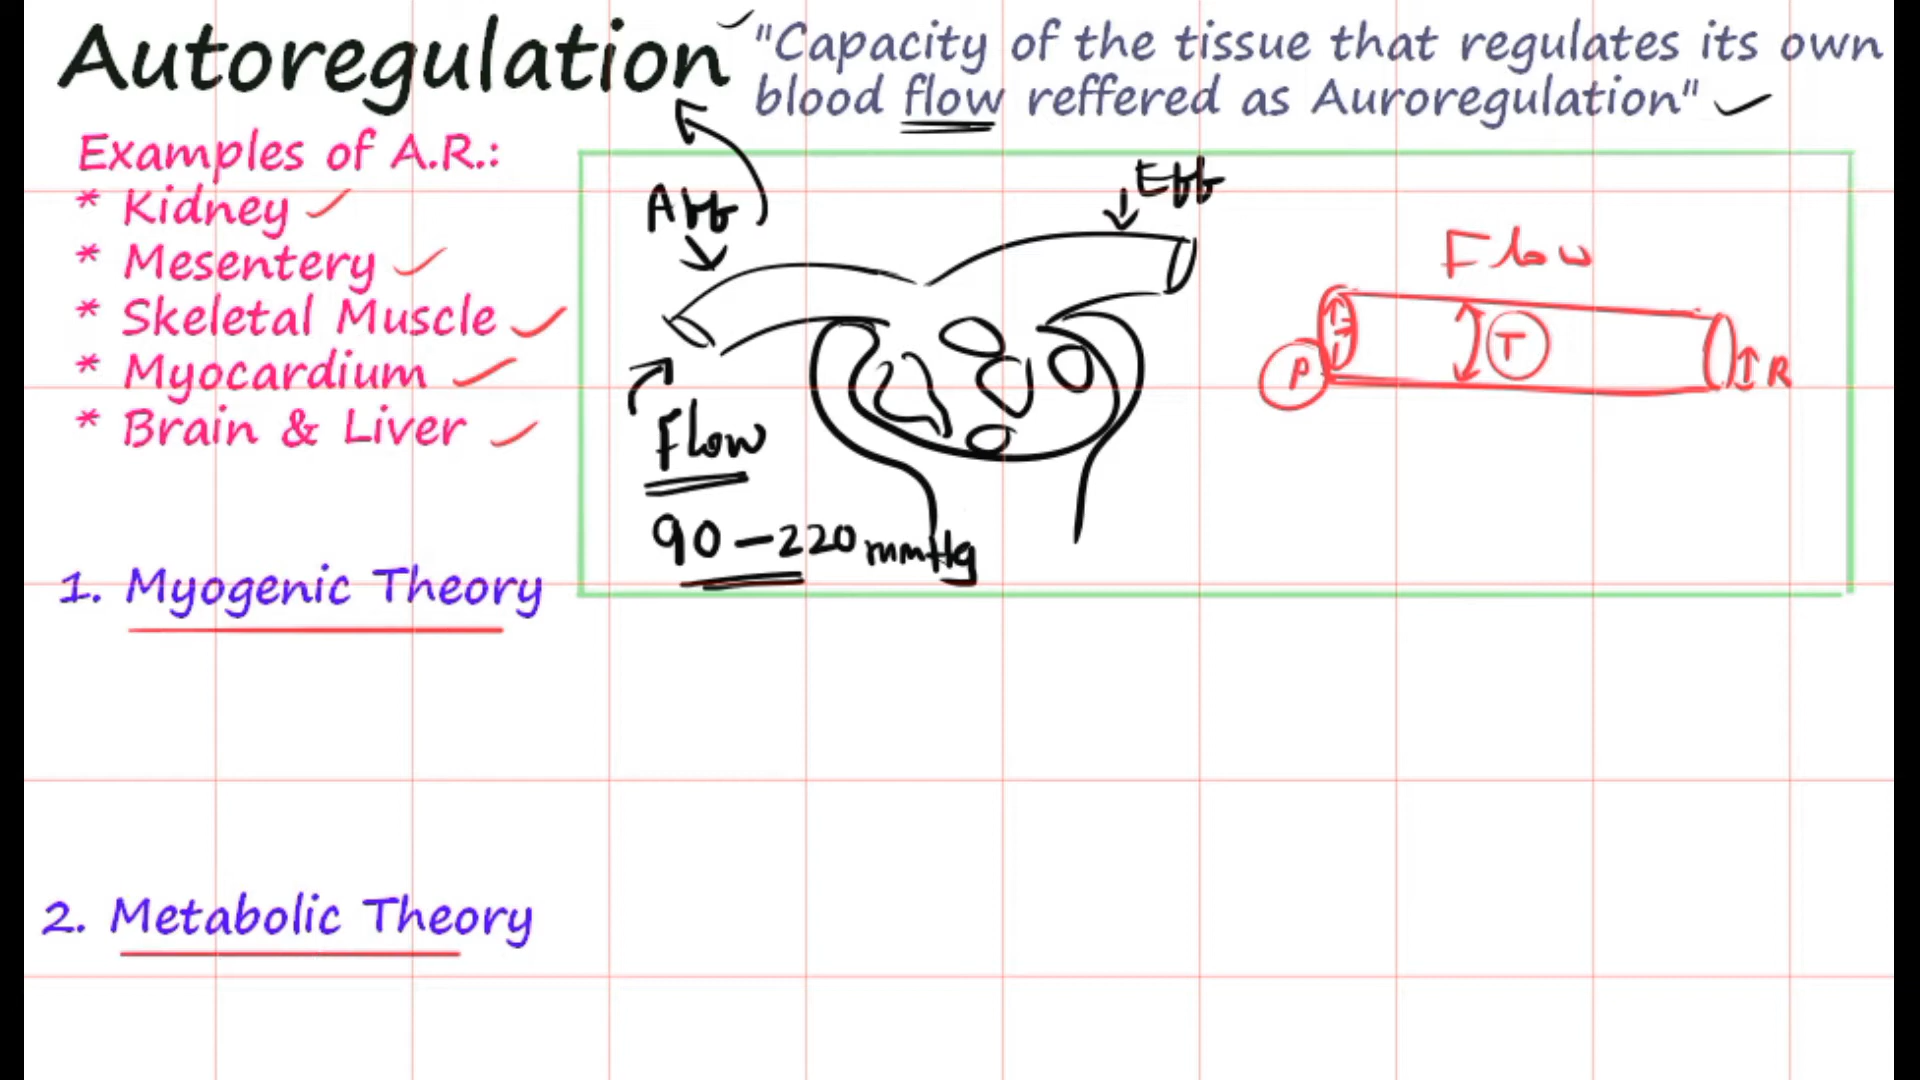 Autoregulation
"Capacity of the tissue that regulates its own
blood flow reffered as Auroregulation"
Examples of A.R.:
* Kidney
* Mesentery
* Skeletal Muscle
* Myocardium
* Brain & Liver
Aff
Eff
Flow
90-220 mmHg
Flow
P
T
R
1. Myogenic Theory
2. Metabolic Theory